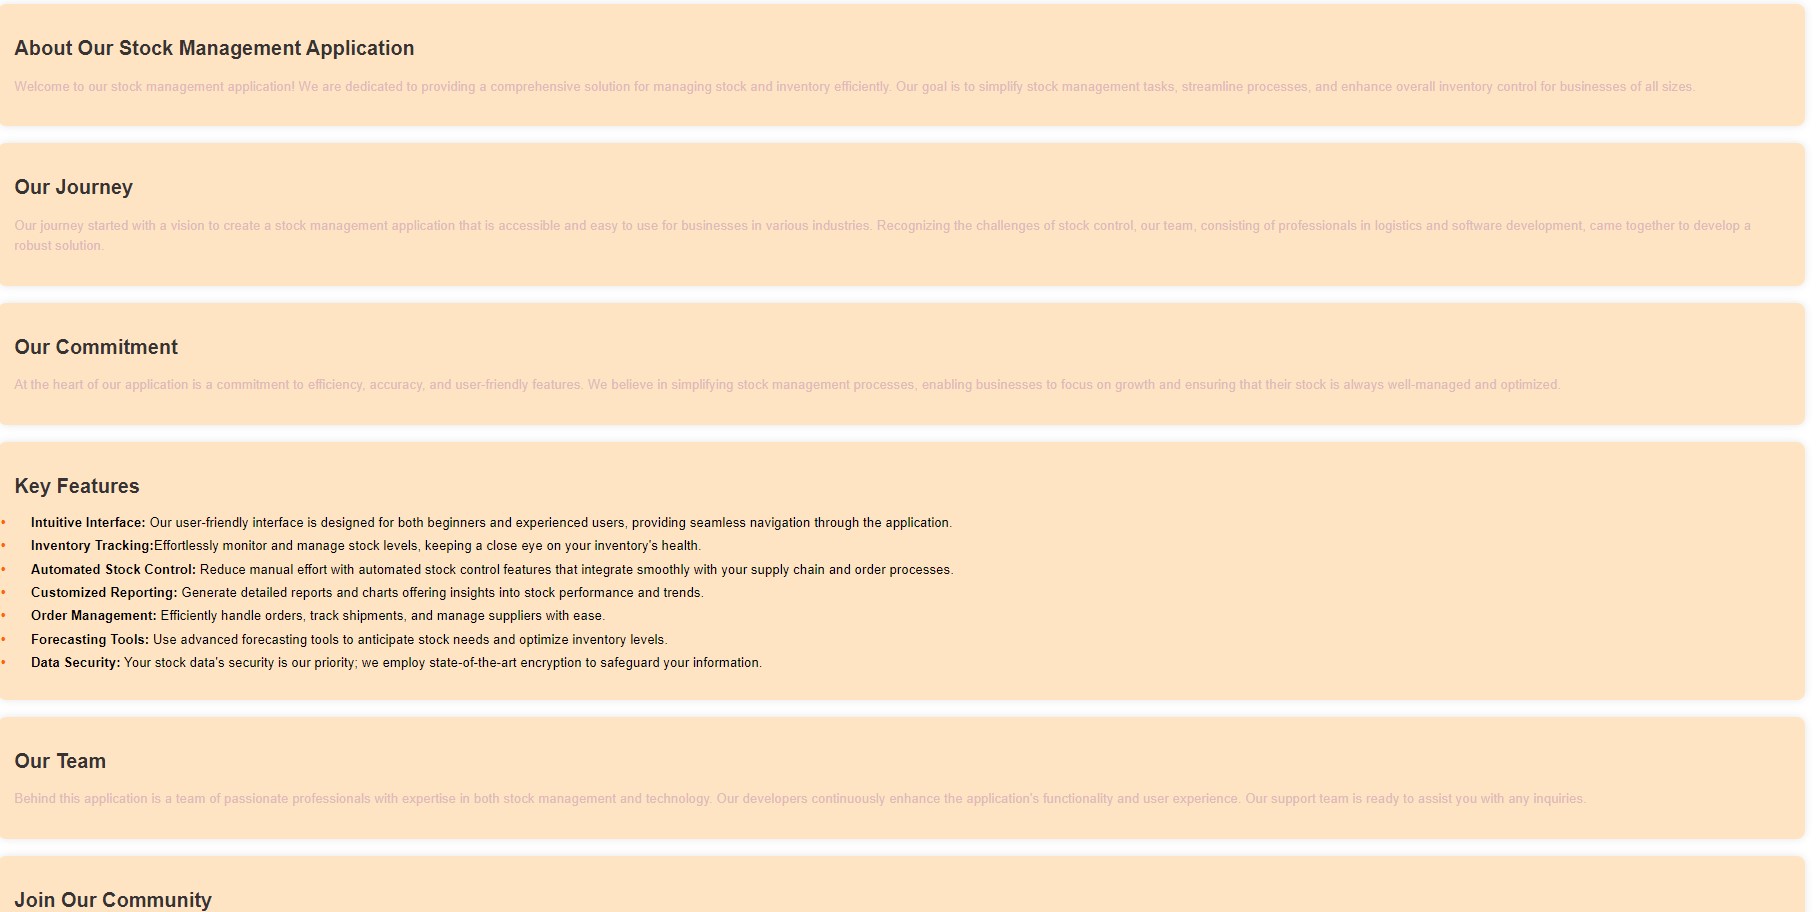 About Our Stock Management Application
Welcome to our stock management application! We are dedicated to providing a comprehensive solution for managing stock and inventory efficiently. Our goal is to simplify stock management tasks, streamline processes, and enhance overall inventory control for businesses of all sizes.
Our Journey
Our journey started with a vision to create a stock management application that is accessible and easy to use for businesses in various industries. Recognizing the challenges of stock control, our team, consisting of professionals in logistics and software development, came together to develop a
robust solution.
Our Commitment
At the heart of our application is a commitment to efficiency, accuracy, and user-friendly features. We believe in simplifying stock management processes, enabling businesses to focus on growth and ensuring that their stock is always well-managed and optimized.
Key Features
• Intuitive Interface: Our user-friendly interface is designed for both beginners and experienced users, providing seamless navigation through the application.
• Inventory Tracking:Effortlessly monitor and manage stock levels, keeping a close eye on your inventory's health.
• Automated Stock Control: Reduce manual effort with automated stock control features that integrate smoothly with your supply chain and order processes.
• Customized Reporting: Generate detailed reports and charts offering insights into stock performance and trends.
• Order Management: Efficiently handle orders, track shipments, and manage suppliers with ease.
• Forecasting Tools: Use advanced forecasting tools to anticipate stock needs and optimize inventory levels.
• Data Security: Your stock data's security is our priority; we employ state-of-the-art encryption to safeguard your information.
Our Team
Behind this application is a team of passionate professionals with expertise in both stock management and technology. Our developers continuously enhance the application's functionality and user experience. Our support team is ready to assist you with any inquiries.
Join Our Community